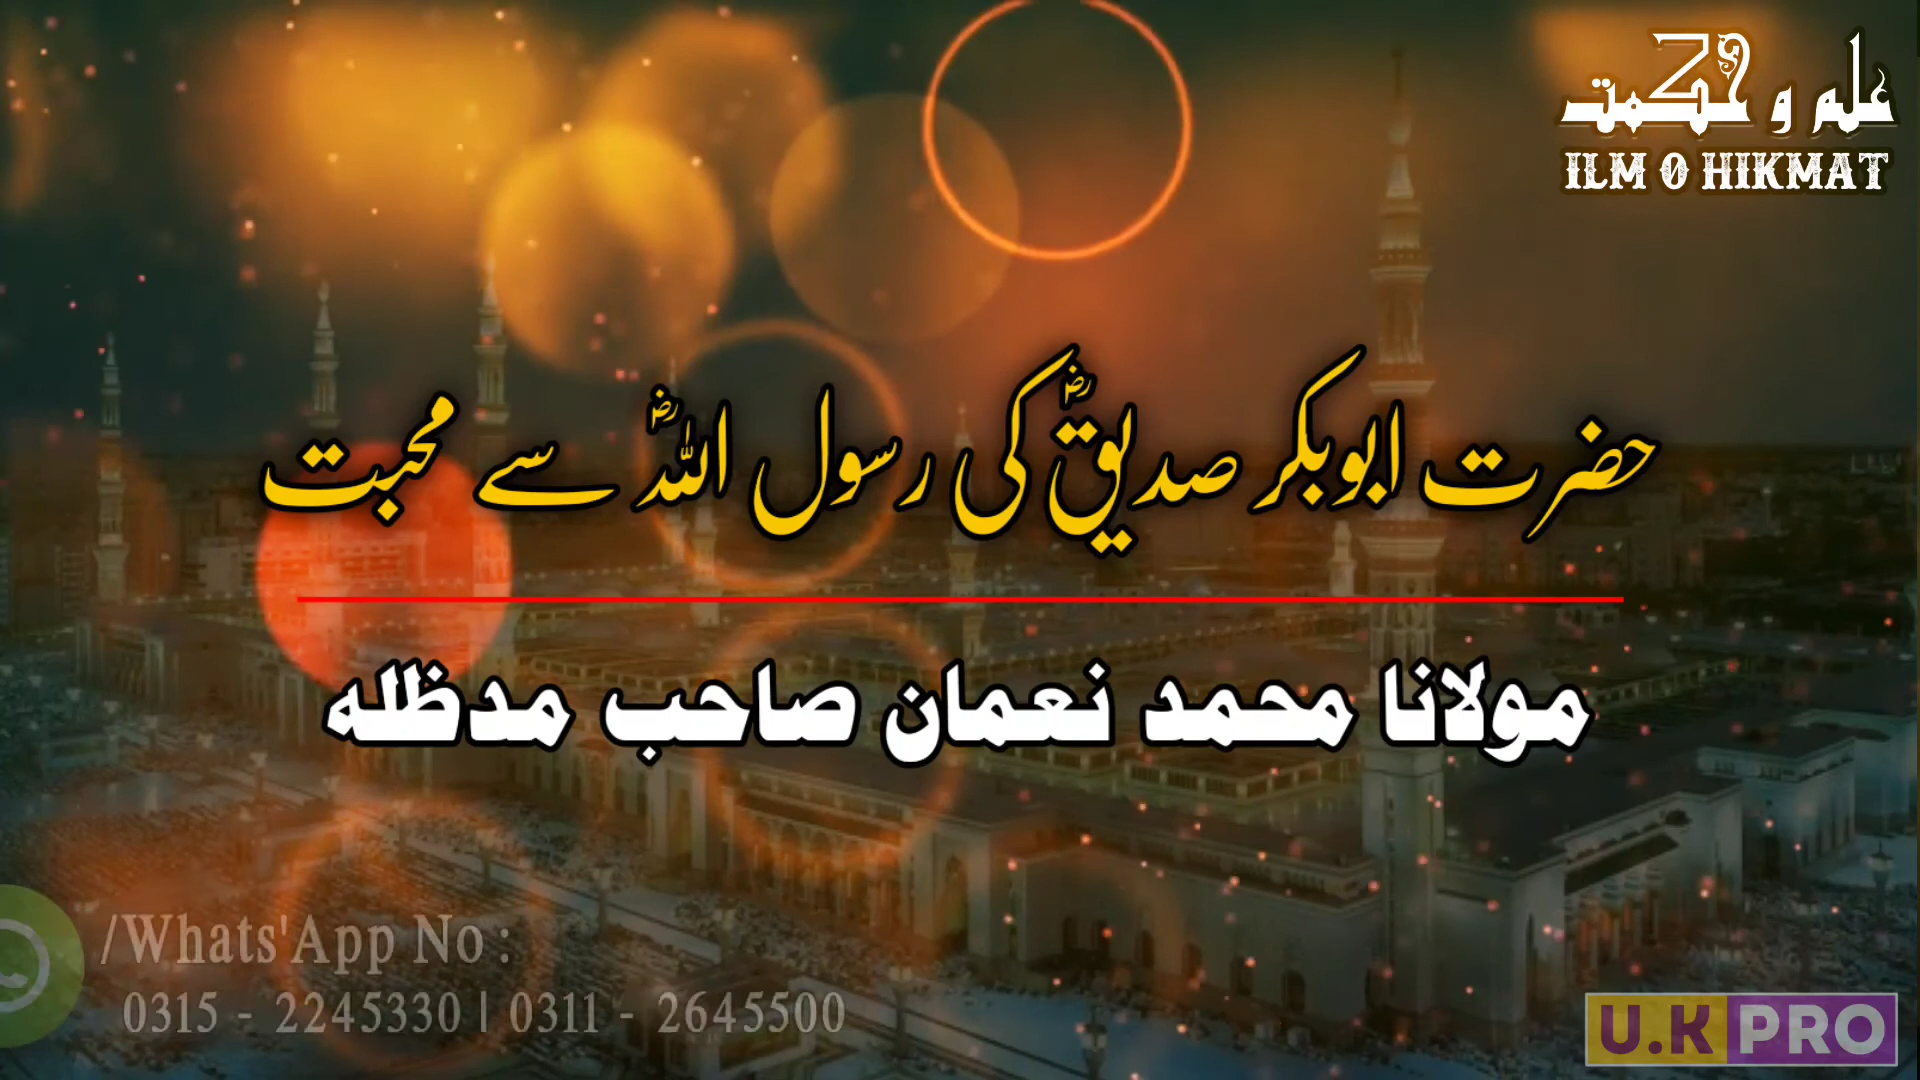 علم و حکمت
ILM O HIKMAT
حضرت ابوبکر صدیقؓ کی رسول اللہؓ سے محبت
مولانا محمد نعمان صاحب مدظلہ
/Whats'App No :
0315 - 2245330 | 0311 - 2645500
U.K PRO